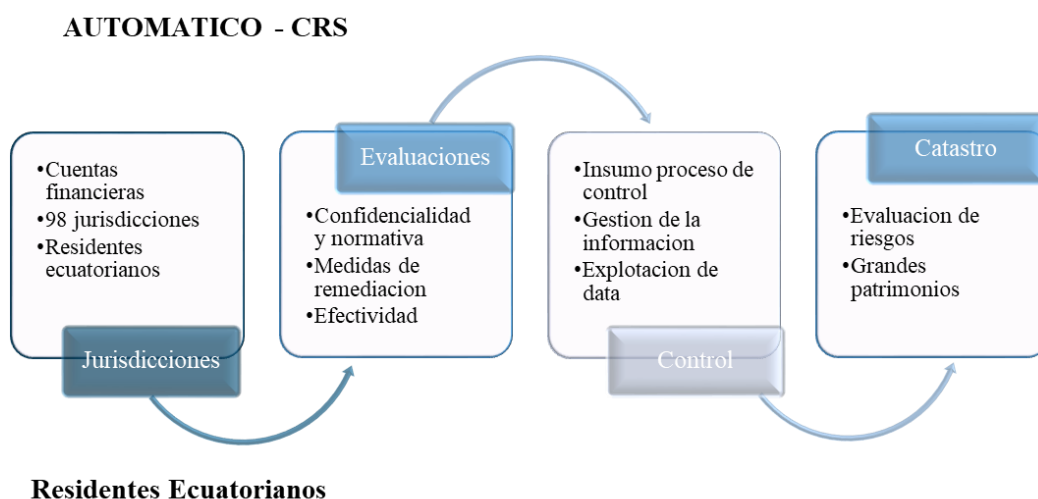 AUTOMATICO - CRS
•Cuentas
financieras
•98 jurisdicciones
•Residentes
ecuatorianos
Jurisdicciones
Evaluaciones
•Confidencialidad
y normativa
•Medidas de
remediacion
•Efectividad
•Insumo proceso de
control
•Gestion de la
informacion
•Explotacion de
data
Control
Catastro
•Evaluacion de
riesgos
•Grandes
patrimonios
Residentes Ecuatorianos